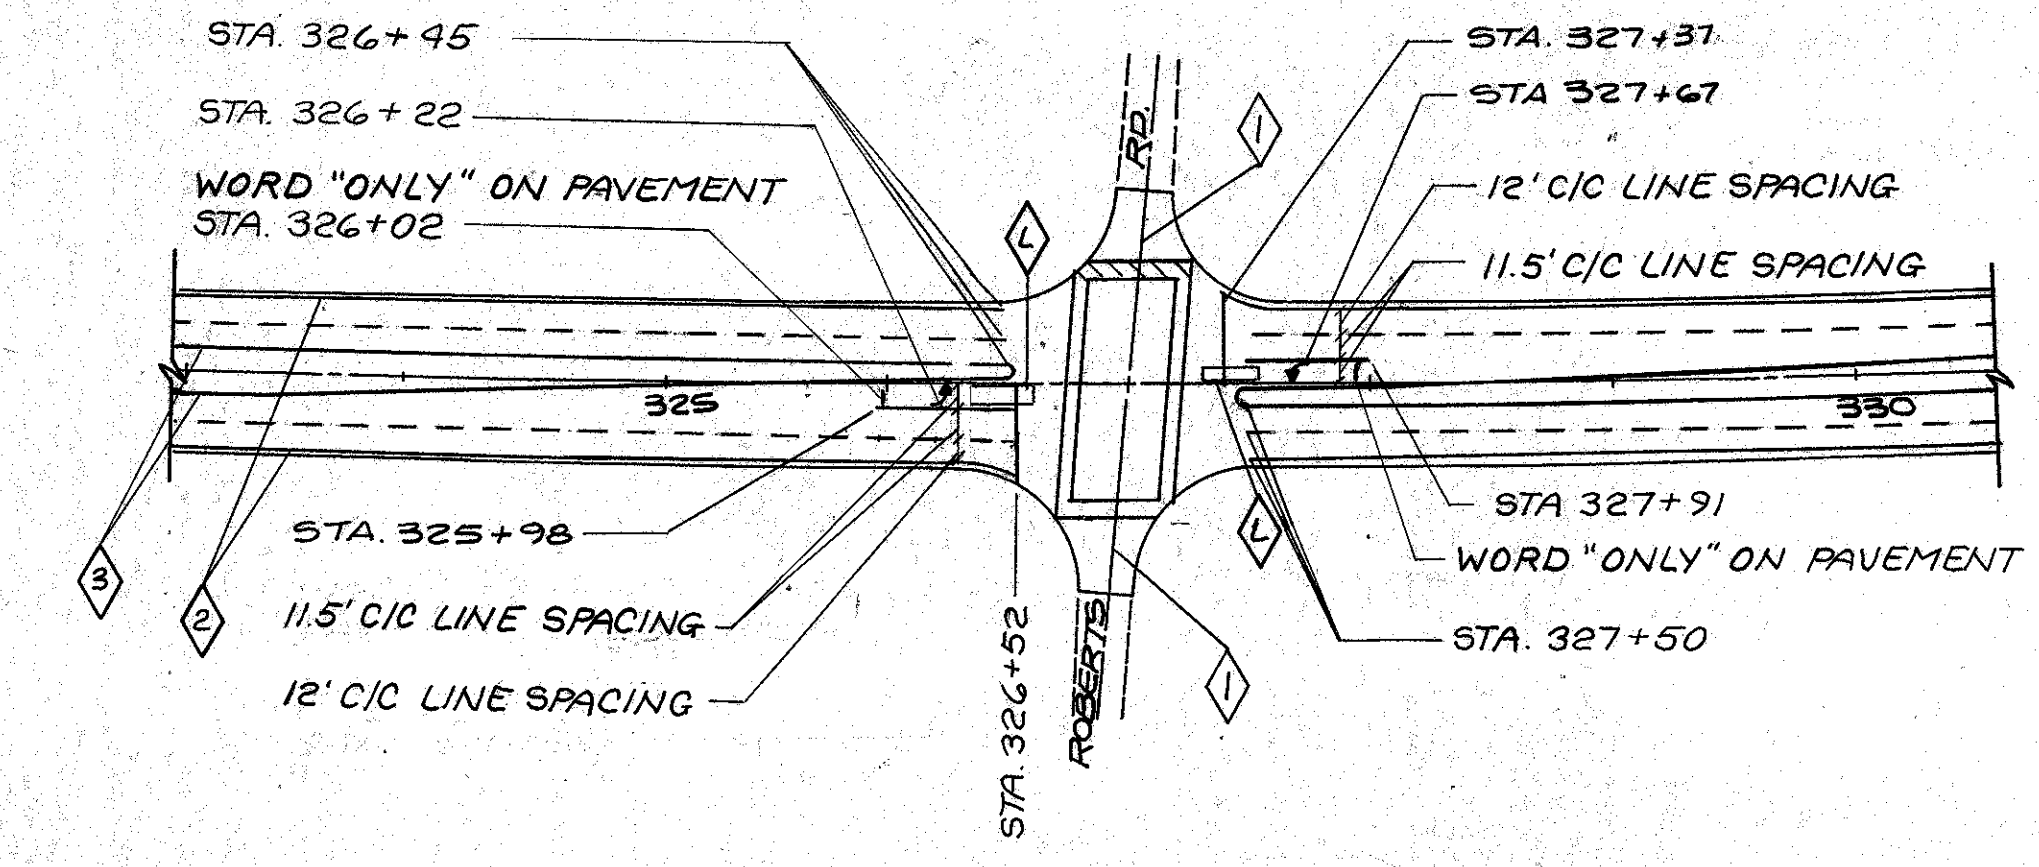 STA. 326+45
STA. 326+22
WORD "ONLY" ON PAVEMENT
STA. 326+02
STA. 327+37
STA 327+67
12' C/C LINE SPACING
11.5' C/C LINE SPACING
RD.
1
L
325
330
STA. 325+98
3
2
11.5' C/C LINE SPACING
12' C/C LINE SPACING
STA. 326+52
ROBERTS
1
L
STA 327+91
WORD "ONLY" ON PAVEMENT
STA. 327+50